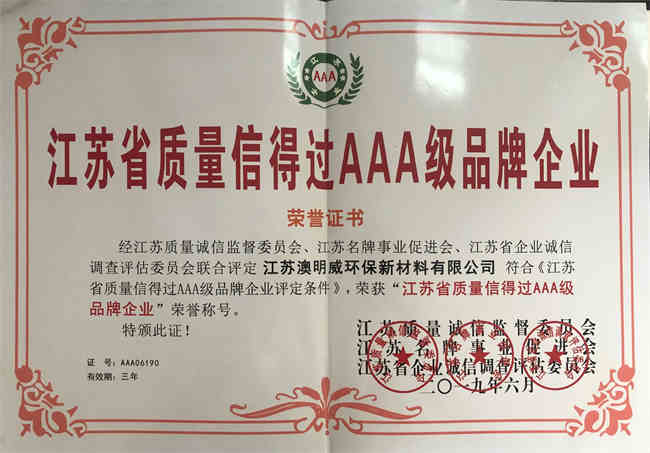 江苏
AAA
江苏省质量信得过AAA级品牌企业
荣誉证书
经江苏质量诚信监督委员会、江苏名牌事业促进会、江苏省企业诚信
调查评估委员会联合评定 江苏澳明威环保新材料有限公司 符合《江苏
省质量信得过AAA级品牌企业评定条件》,荣获“江苏省质量信得过AAA级
品牌企业”荣誉称号。
特颁此证!
江苏质量诚信监督委员会
江苏名牌事业促进会
江苏省企业诚信调查评估委员会
二〇一九年六月
证 号: AAA06190
有效期: 三年